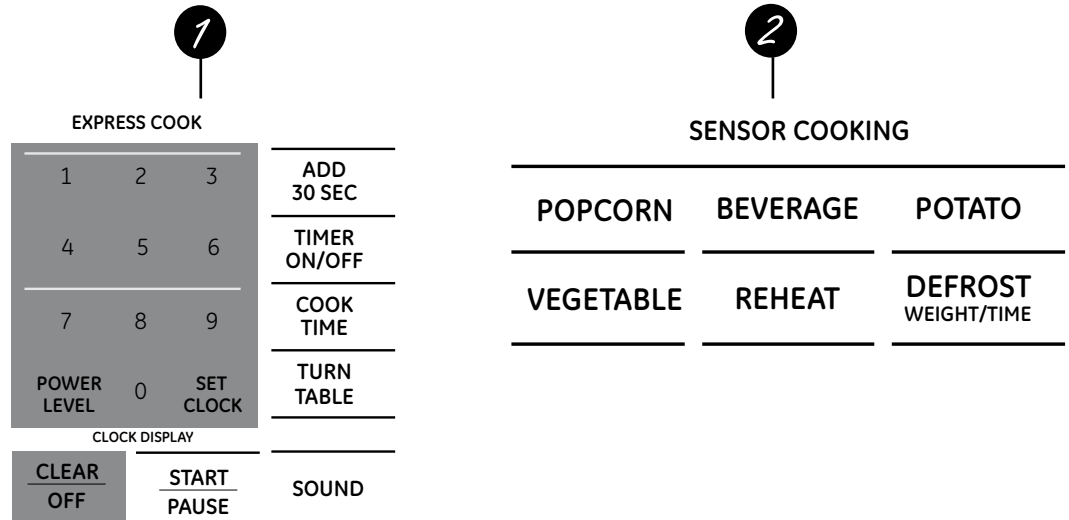 1
2
EXPRESS COOK
1 2 3
ADD
30 SEC
4 5 6
TIMER
ON/OFF
7 8 9
COOK
TIME
POWER
LEVEL
0
SET
CLOCK
TURN
TABLE
CLOCK DISPLAY
CLEAR
OFF
START
PAUSE
SOUND
SENSOR COOKING
POPCORN BEVERAGE POTATO
VEGETABLE REHEAT DEFROST
WEIGHT/TIME